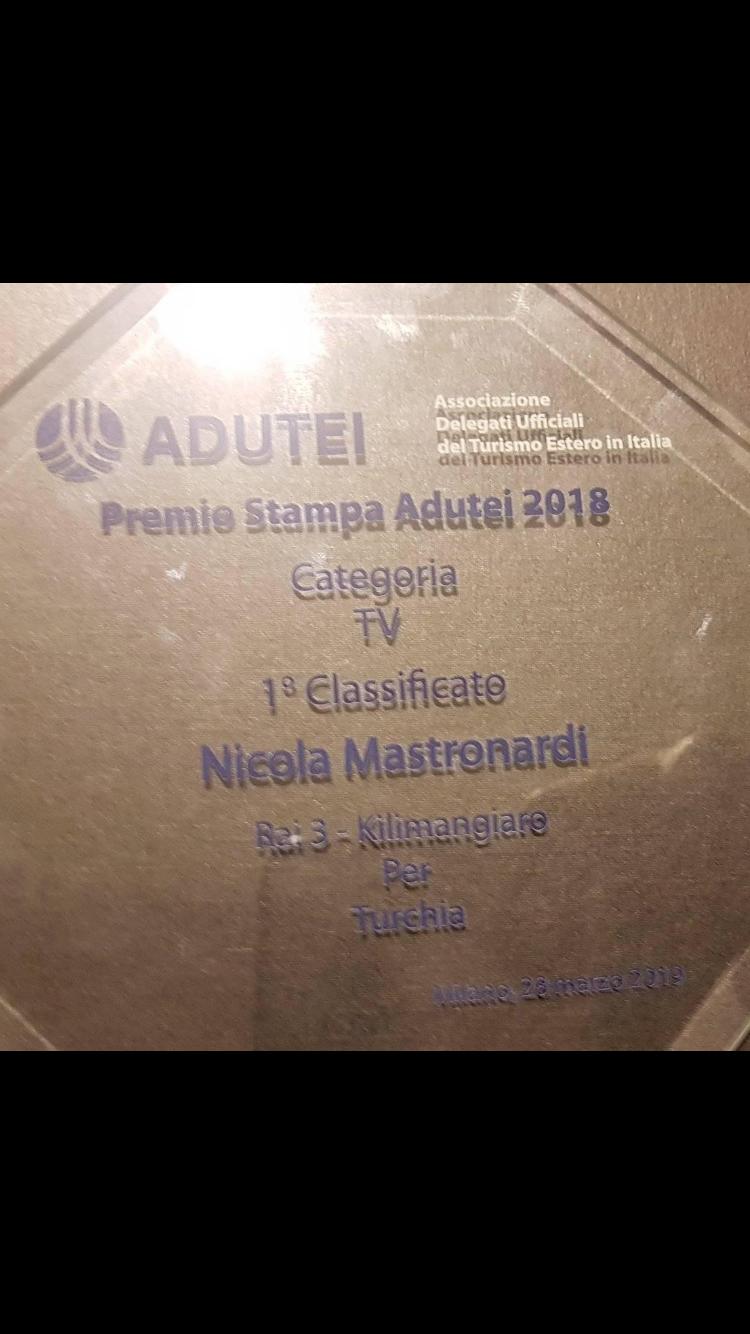 ADUTEI
Associazione
Delegati Ufficiali
del Turismo Estero in Italia
Premio Stampa Adutei 2018
Categoria
TV
1° Classificato
Nicola Mastronardi
Rai 3 - Kilimangiaro
Per
Turchia
Milano, 28 marzo 2019